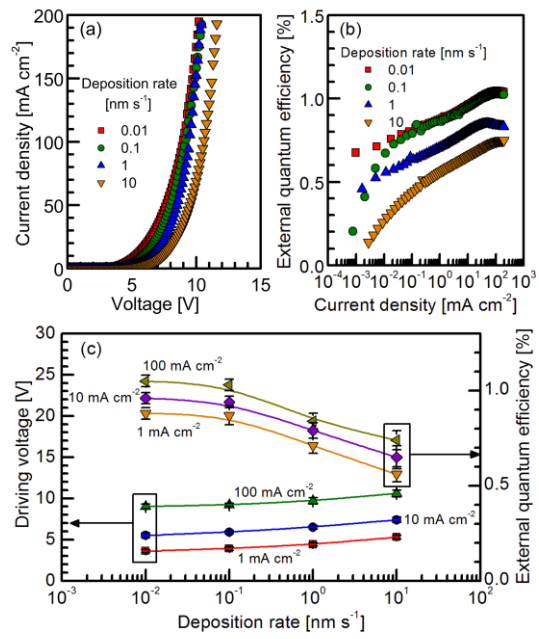 (a)
Current density [mA cm⁻²]
200
150
100
50
0
Deposition rate
[nm s⁻¹]
0.01
0.1
1
10
0 5 10 15
Voltage [V]
(b)
External quantum efficiency [%]
1.5
1.0
0.5
0.0
Deposition rate
[nm s⁻¹]
0.01
0.1
1
10
10⁻⁴ 10⁻³ 10⁻² 10⁻¹ 10⁰ 10¹ 10² 10³
Current density [mA cm⁻²]
(c)
Driving voltage [V]
30
25
20
15
10
5
0
100 mA cm⁻²
10 mA cm⁻²
1 mA cm⁻²
100 mA cm⁻²
10 mA cm⁻²
1 mA cm⁻²
1.0
0.5
0.0
External quantum efficiency [%]
10⁻³ 10⁻² 10⁻¹ 10⁰ 10¹ 10²
Deposition rate [nm s⁻¹]